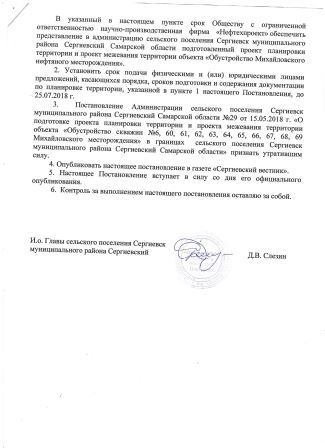 В указанный в настоящем пункте срок Обществу с ограниченной
ответственностью научно-производственная фирма «Нефтехпроект» обеспечить
представление в администрацию сельского поселения Сергиевск муниципального
района Сергиевский Самарской области подготовленный проект планировки
территории и проект межевания территории объекта «Обустройство Михайловского
нефтяного месторождения».
2. Установить срок подачи физическими и (или) юридическими лицами
предложений, касающихся порядка, сроков подготовки и содержания документации
по планировке территории, указанной в пункте 1 настоящего Постановления, до
25.07.2018 г.
3. Постановление Администрации сельского поселения Сергиевск
муниципального района Сергиевский Самарской области №29 от 15.05.2018 г. «О
подготовке проекта планировки территории и проекта межевания территории
объекта «Обустройство скважин №6, 60, 61, 62, 63, 64, 65, 66, 67, 68, 69
Михайловского месторождения» в границах сельского поселения Сергиевск
муниципального района Сергиевский Самарской области» признать утратившим
силу.
4. Опубликовать настоящее постановление в газете «Сергиевский вестник».
5. Настоящее Постановление вступает в силу со дня его официального
опубликования.
6. Контроль за выполнением настоящего постановления оставляю за собой.
И.о. Главы сельского поселения Сергиевск
муниципального района Сергиевский Д.В. Слезин